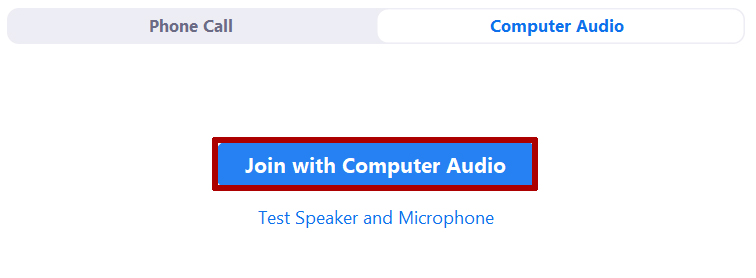 Phone Call Computer Audio
Join with Computer Audio
Test Speaker and Microphone